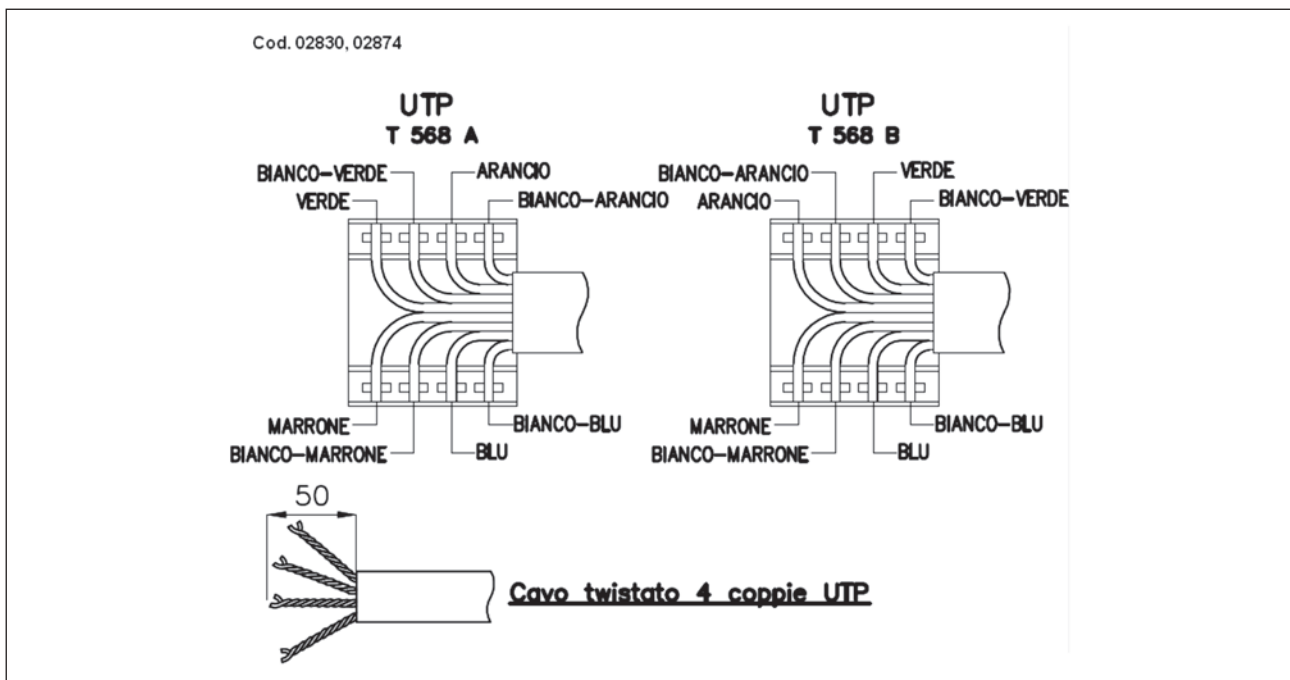 Cod. 02830, 02874
UTP
T 568 A
BIANCO-VERDE
ARANCIO
VERDE
BIANCO-ARANCIO
MARRONE
BIANCO-BLU
BIANCO-MARRONE
BLU
UTP
T 568 B
BIANCO-ARANCIO
VERDE
ARANCIO
BIANCO-VERDE
MARRONE
BIANCO-BLU
BIANCO-MARRONE
BLU
50
Cavo twistato 4 coppie UTP